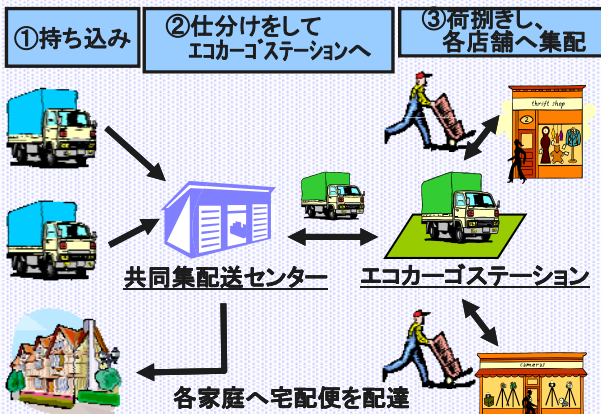 ①持ち込み
②仕分けをして
エコカーゴステーションへ
③荷捌きし、
各店舗へ集配
thrift shop
2
共同集配送センター
エコカーゴステーション
cameras
各家庭へ宅配便を配達